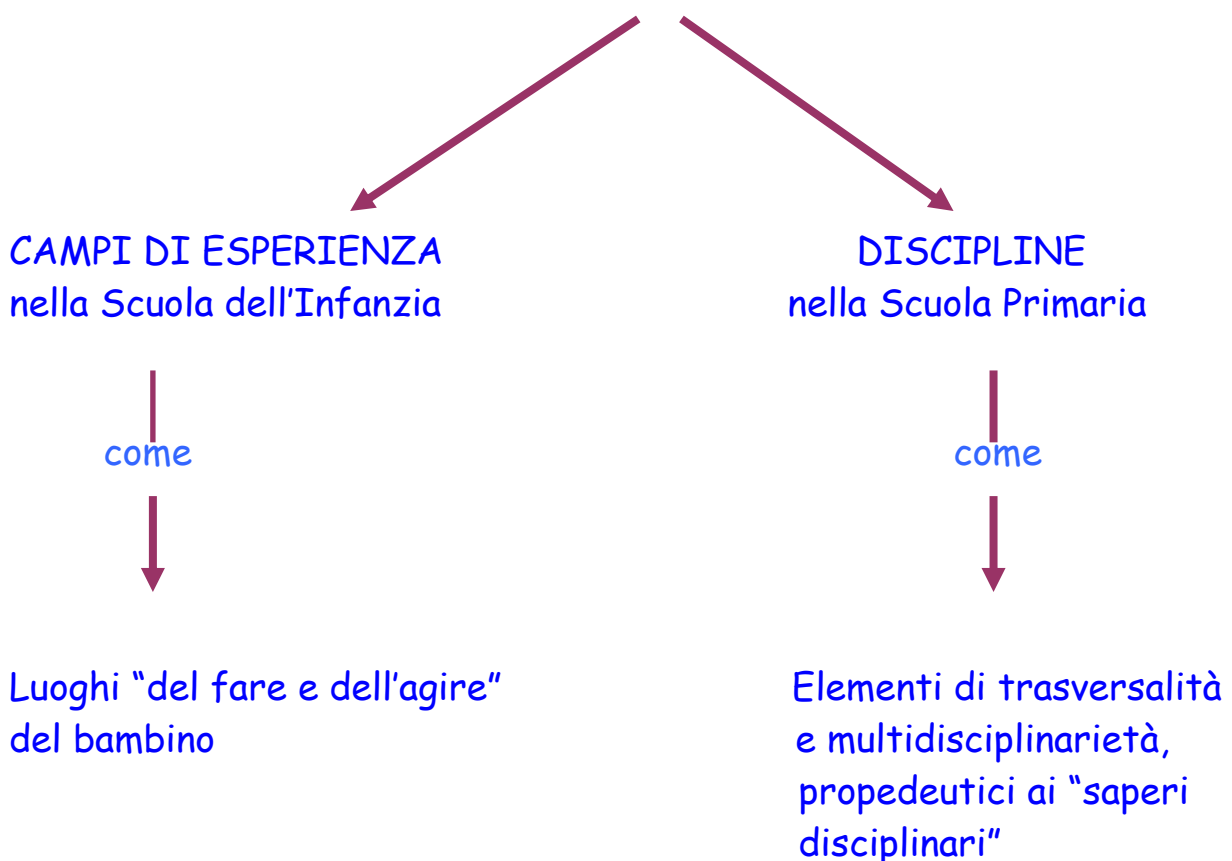 CAMPI DI ESPERIENZA
nella Scuola dell'Infanzia
come
Luoghi “del fare e dell'agire”
del bambino
DISCIPLINE
nella Scuola Primaria
come
Elementi di trasversalità
e multidisciplinarietà,
propedeutici ai “saperi
disciplinari”